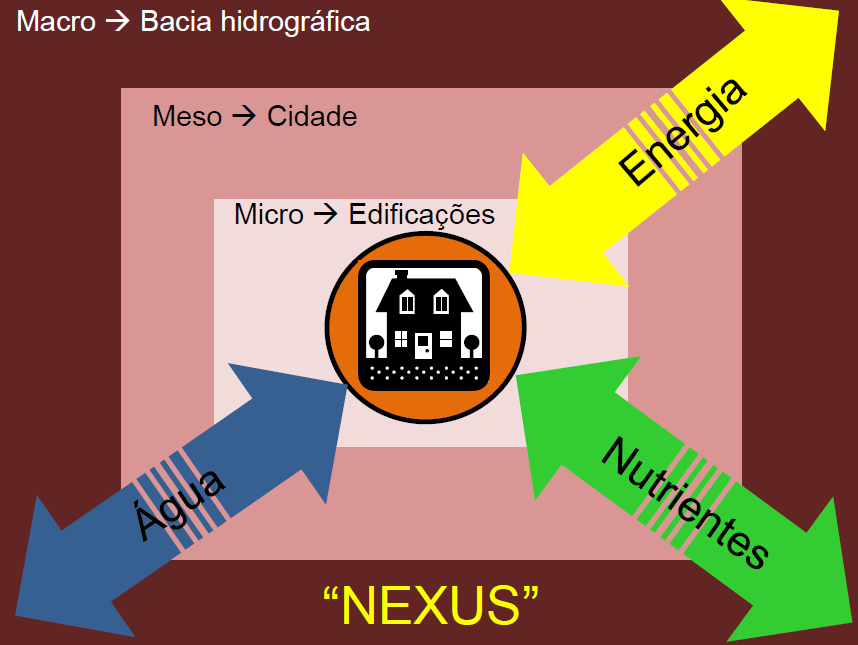 Macro → Bacia hidrográfica
Meso → Cidade
Energia
Micro → Edificações
Água
Nutrientes
“NEXUS”